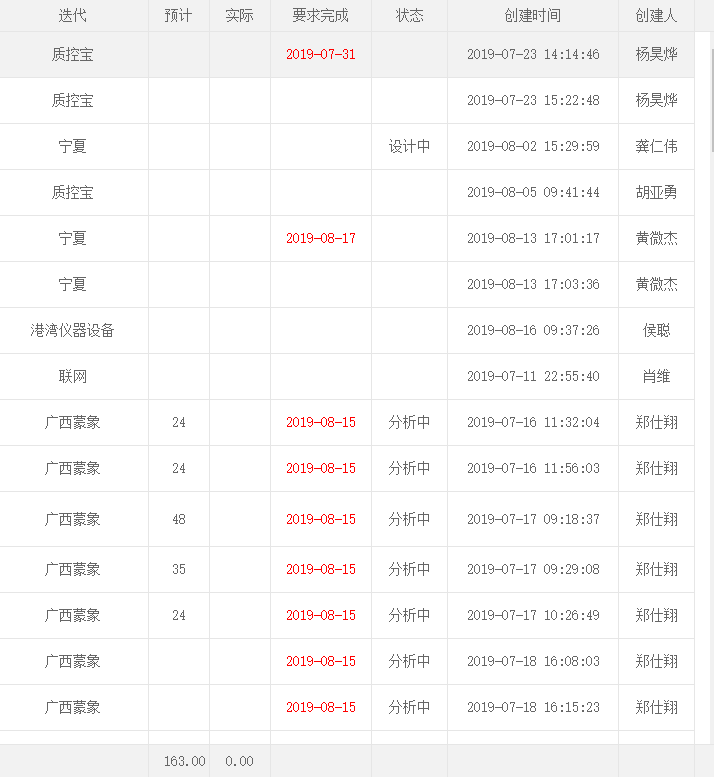 迭代 预计 实际 要求完成 状态 创建时间 创建人
质控宝 2019-07-31 2019-07-23 14:14:46 杨昊烨
质控宝 2019-07-23 15:22:48 杨昊烨
宁夏 设计中 2019-08-02 15:29:59 龚仁伟
质控宝 2019-08-05 09:41:44 胡亚勇
宁夏 2019-08-17 2019-08-13 17:01:17 黄微杰
宁夏 2019-08-13 17:03:36 黄微杰
港湾仪器设备 2019-08-16 09:37:26 侯聪
联网 2019-07-11 22:55:40 肖维
广西蒙象 24 2019-08-15 分析中 2019-07-16 11:32:04 郑仕翔
广西蒙象 24 2019-08-15 分析中 2019-07-16 11:56:03 郑仕翔
广西蒙象 48 2019-08-15 分析中 2019-07-17 09:18:37 郑仕翔
广西蒙象 35 2019-08-15 分析中 2019-07-17 09:29:08 郑仕翔
广西蒙象 24 2019-08-15 分析中 2019-07-17 10:26:49 郑仕翔
广西蒙象 2019-08-15 分析中 2019-07-18 16:08:03 郑仕翔
广西蒙象 2019-08-15 分析中 2019-07-18 16:15:23 郑仕翔
163.00 0.00